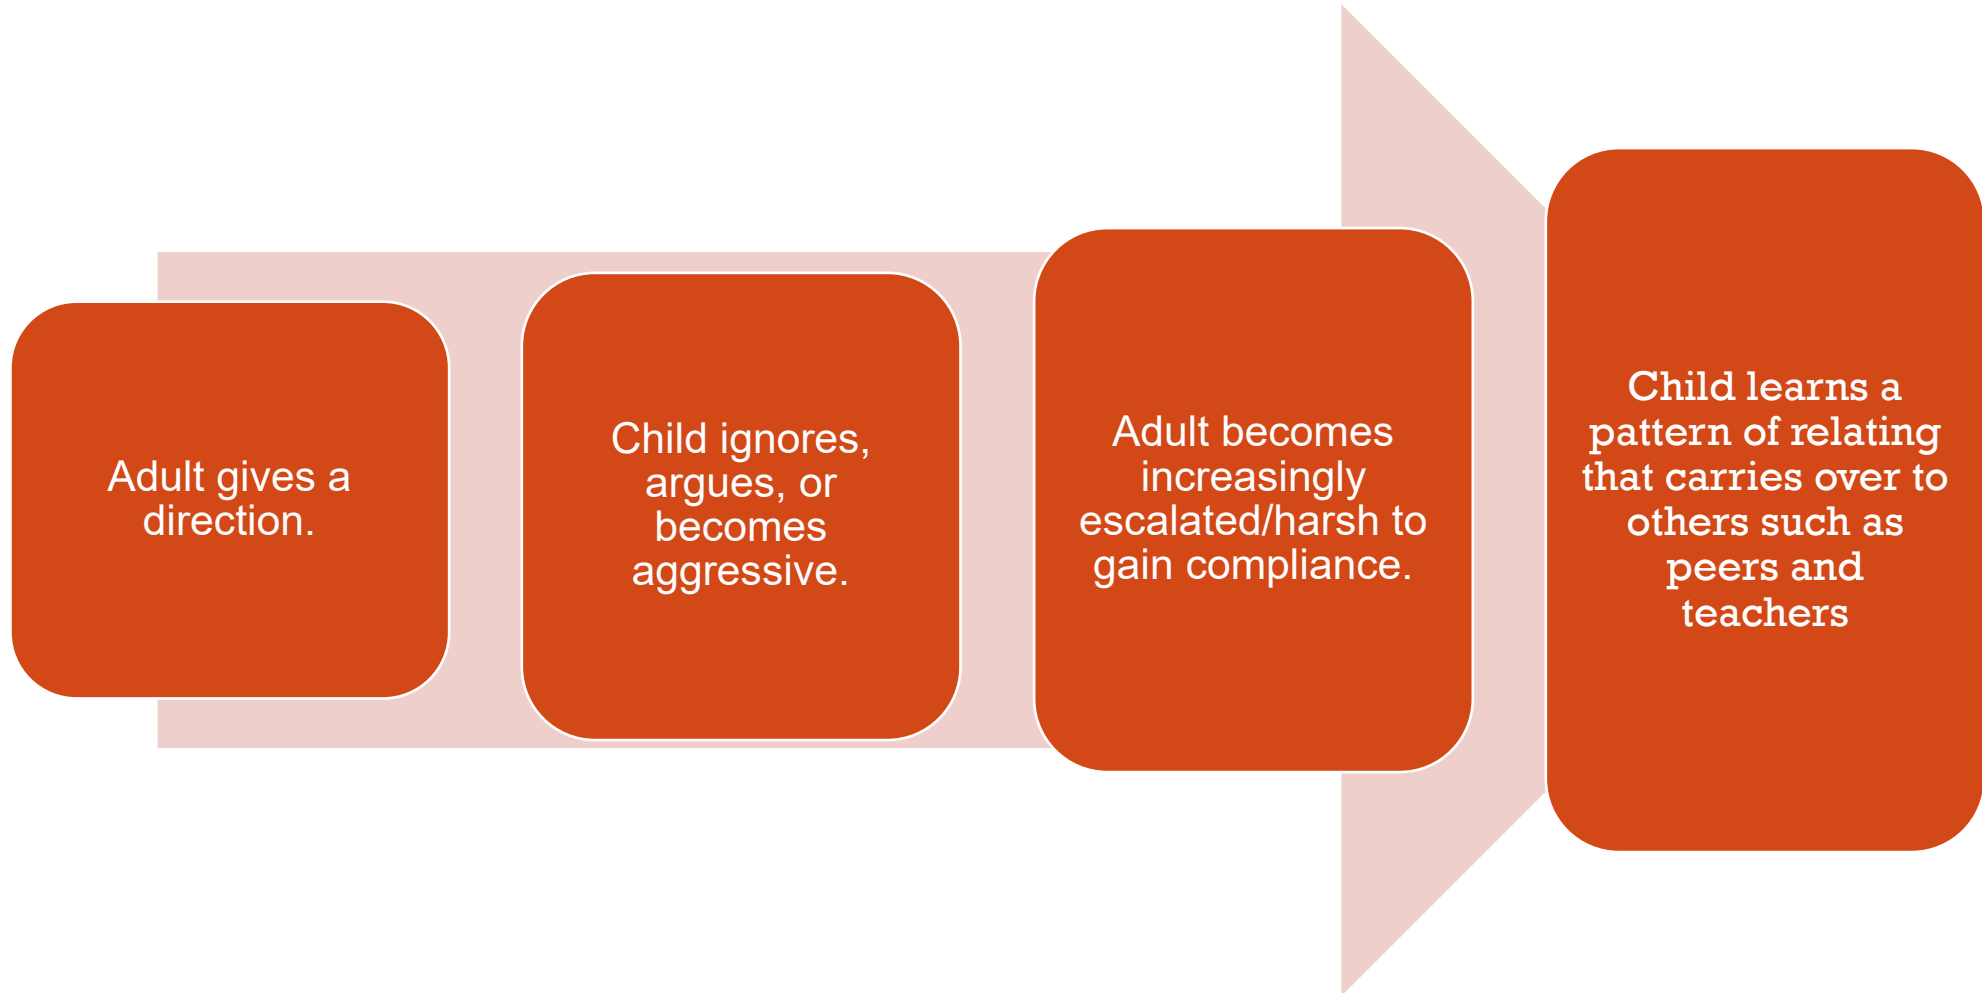 Adult gives a
direction.
Child ignores,
argues, or
becomes
aggressive.
Adult becomes
increasingly
escalated/harsh to
gain compliance.
Child learns a
pattern of relating
that carries over to
others such as
peers and
teachers